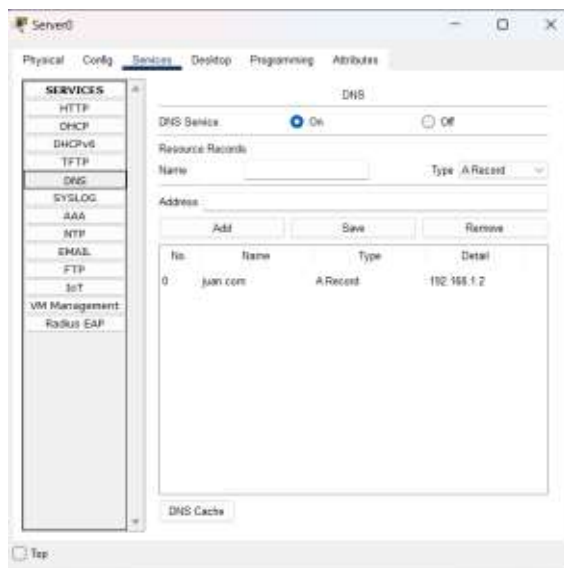 Server0
Physical Config Services Desktop Programming Attributes
SERVICES
HTTP
DHCP
DHCPv6
TFTP
DNS
SYSLOG
AAA
NTP
EMAIL
FTP
IoT
VM Management
Radius EAP
DNS
DNS Service On Off
Resource Records
Name Type A Record
Address
Add Save Remove
No. Name Type Detail
0 juan.com A Record 192.168.1.2
DNS Cache
Top